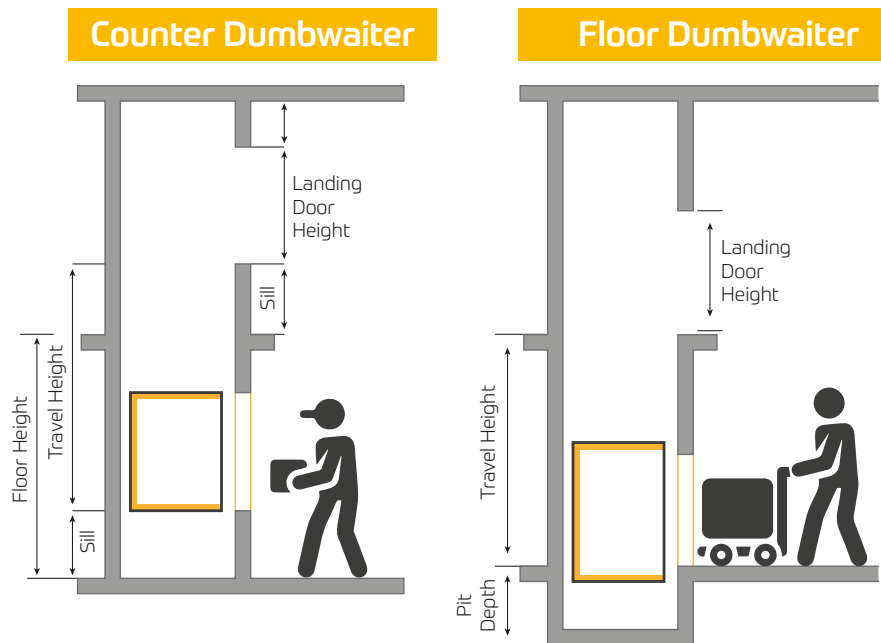 Counter Dumbwaiter
Landing
Door
Height
Sill
Travel Height
Floor Height
Sill
Floor Dumbwaiter
Landing
Door
Height
Travel Height
Pit
Depth